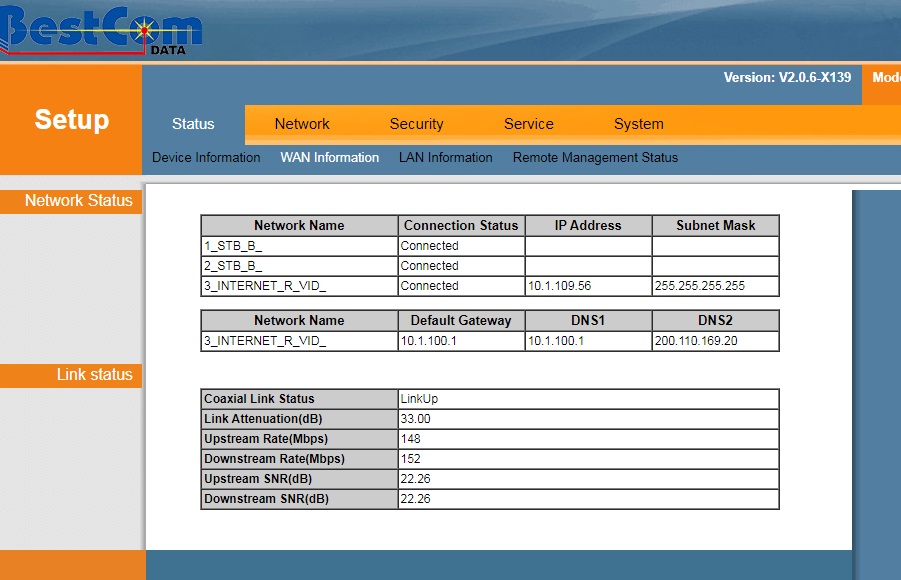 BestCom
DATA
Version: V2.0.6-X139
Setup
Status Network Security Service System
Device Information WAN Information LAN Information Remote Management Status
Network Status
Network Name Connection Status IP Address Subnet Mask
1_STB_B_ Connected
2_STB_B_ Connected
3_INTERNET_R_VID_ Connected 10.1.109.56 255.255.255.255
Network Name Default Gateway DNS1 DNS2
3_INTERNET_R_VID_ 10.1.100.1 10.1.100.1 200.110.169.20
Link status
Coaxial Link Status LinkUp
Link Attenuation(dB) 33.00
Upstream Rate(Mbps) 148
Downstream Rate(Mbps) 152
Upstream SNR(dB) 22.26
Downstream SNR(dB) 22.26